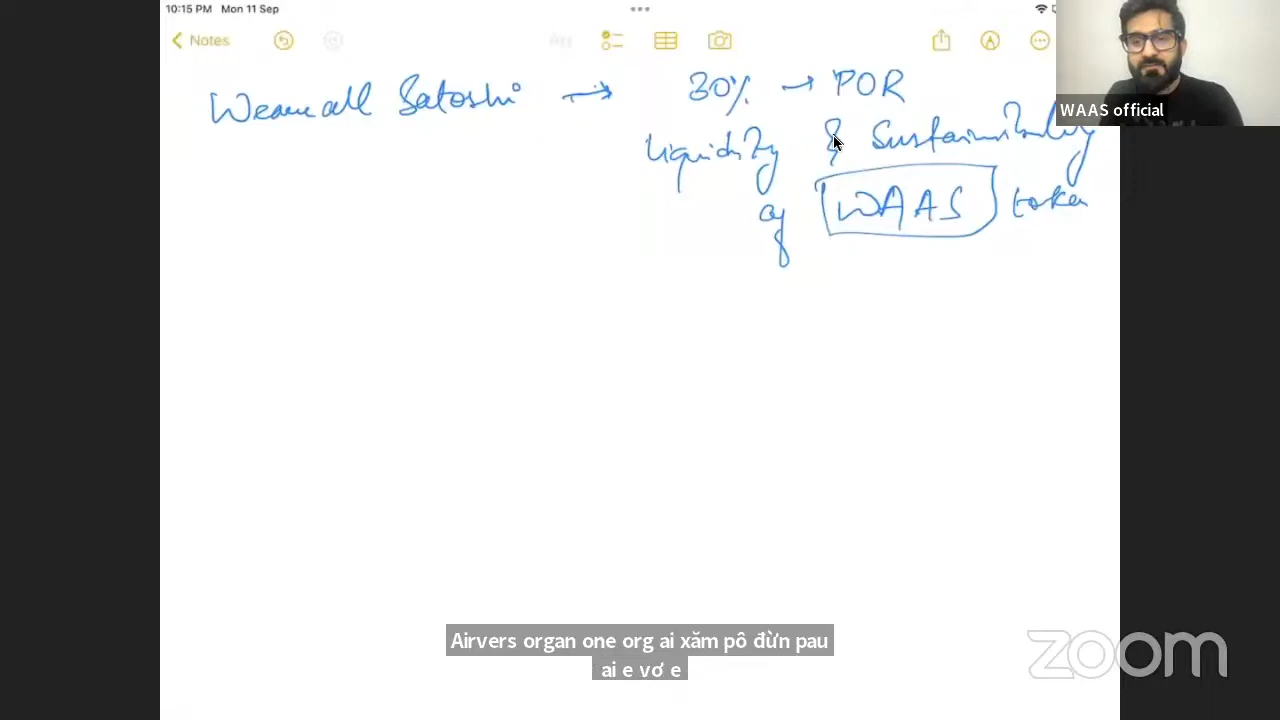 10:15 PM Mon 11 Sep
Notes
WAAS official
We are all Satoshi → 30% → POR
Liquidity & Sustainability
of WAAS token
Airvers organ one org ai xăm pô đừn pau
ai e vơ e
zoom